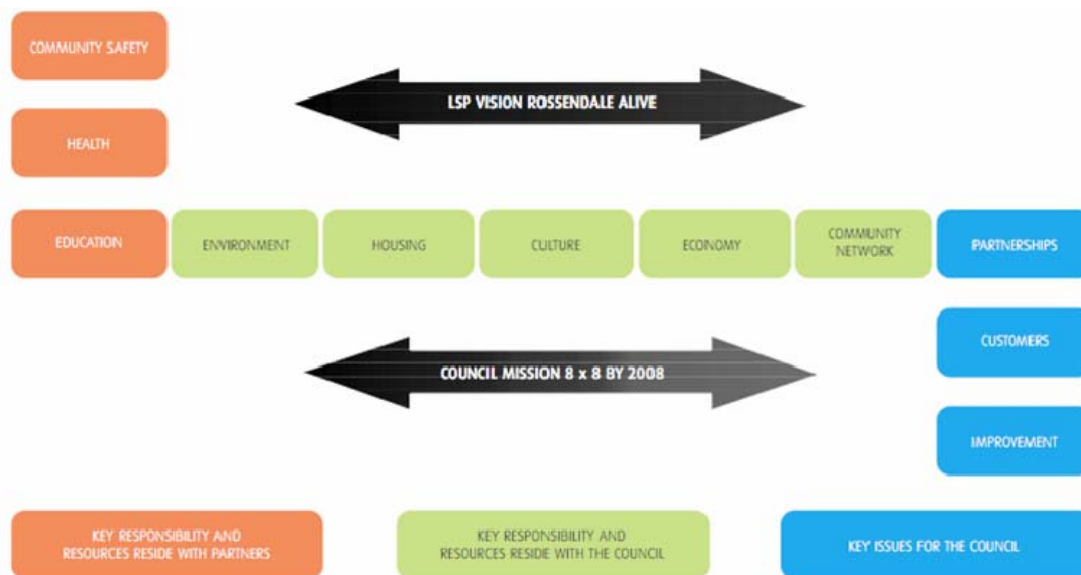 COMMUNITY SAFETY
LSP VISION ROSSENDALE ALIVE
HEALTH
EDUCATION
ENVIRONMENT
HOUSING
CULTURE
ECONOMY
COMMUNITY
NETWORK
PARTNERSHIPS
CUSTOMERS
COUNCIL MISSION 8 x 8 BY 2008
IMPROVEMENT
KEY RESPONSIBILITY AND
RESOURCES RESIDE WITH PARTNERS
KEY RESPONSIBILITY AND
RESOURCES RESIDE WITH THE COUNCIL
KEY ISSUES FOR THE COUNCIL